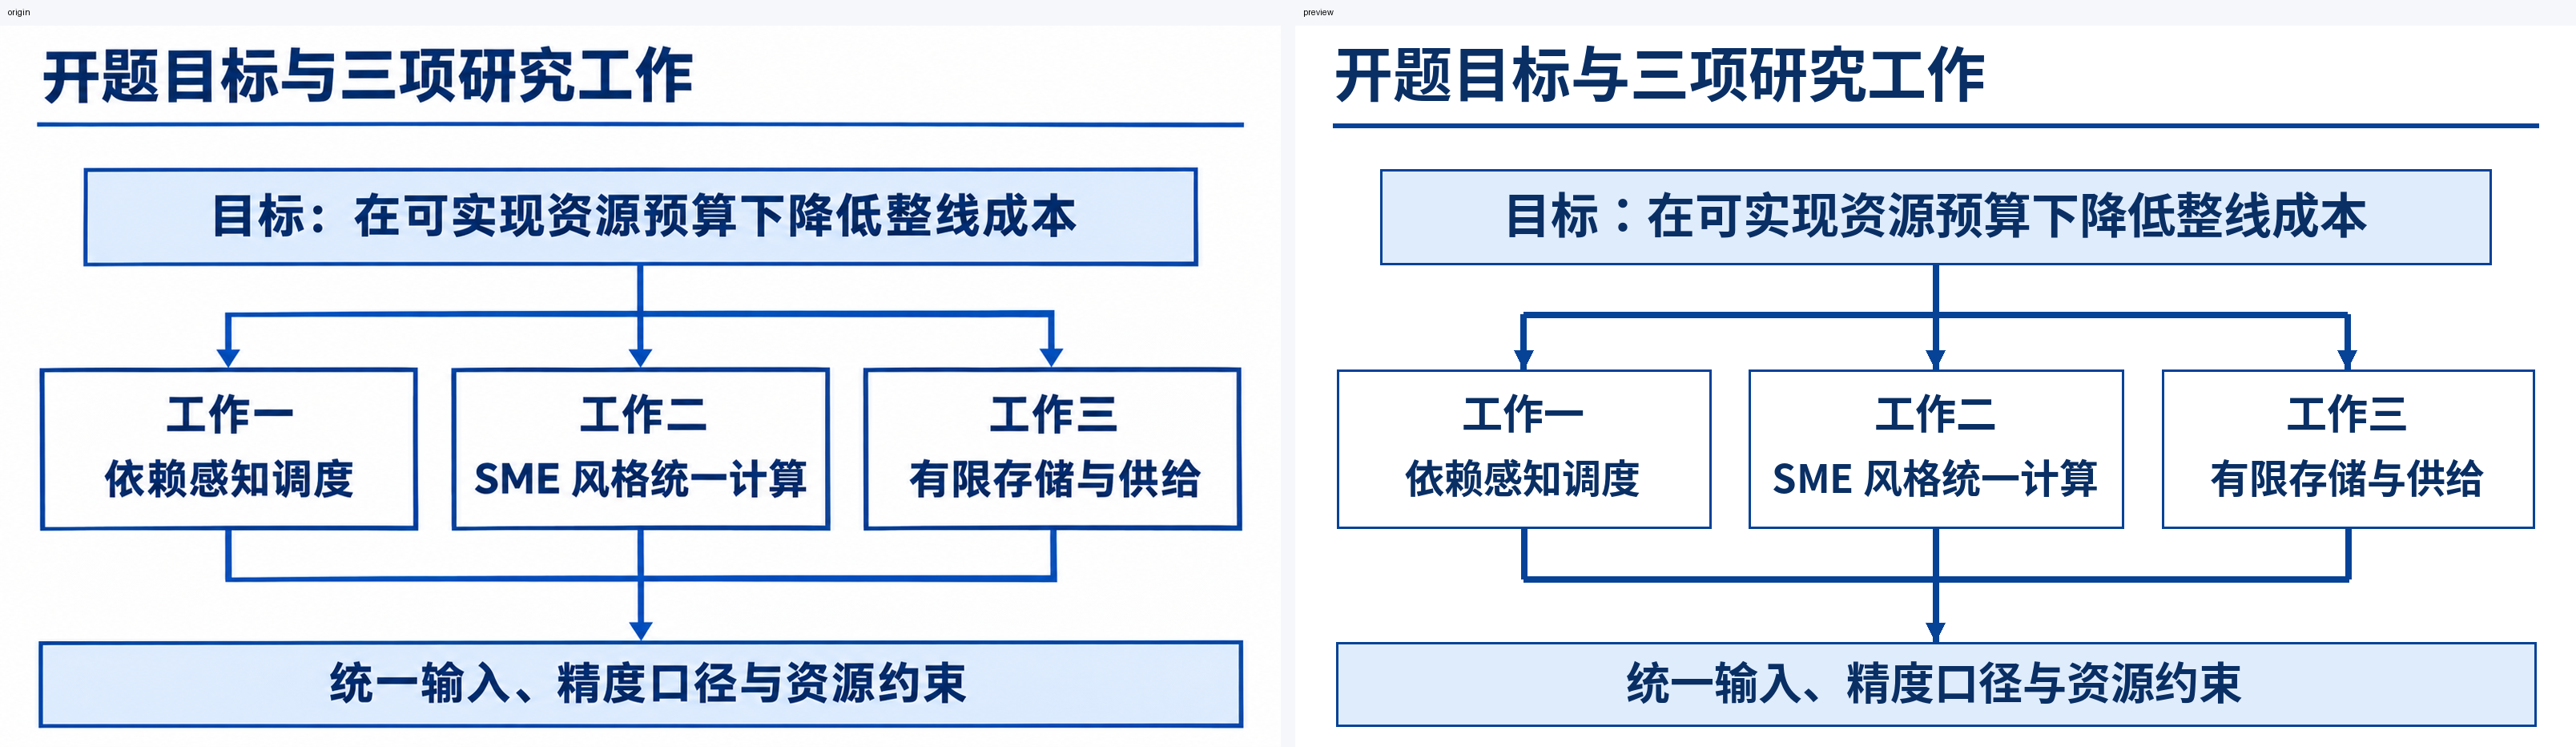 origin
开题目标与三项研究工作
目标：在可实现资源预算下降低整线成本
工作一
依赖感知调度
工作二
SME 风格统一计算
工作三
有限存储与供给
统一输入、精度口径与资源约束
preview
开题目标与三项研究工作
目标：在可实现资源预算下降低整线成本
工作一
依赖感知调度
工作二
SME 风格统一计算
工作三
有限存储与供给
统一输入、精度口径与资源约束